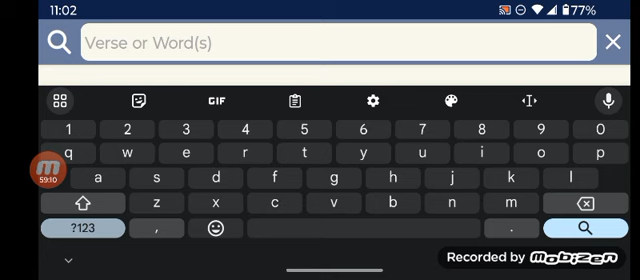 11:02 77%
Verse or Word(s)
GIF
1 2 3 4 5 6 7 8 9 0
q w e r t y u i o p
59:10
a s d f g h j k l
z x c v b n m
?123 , .
Recorded by mobizen